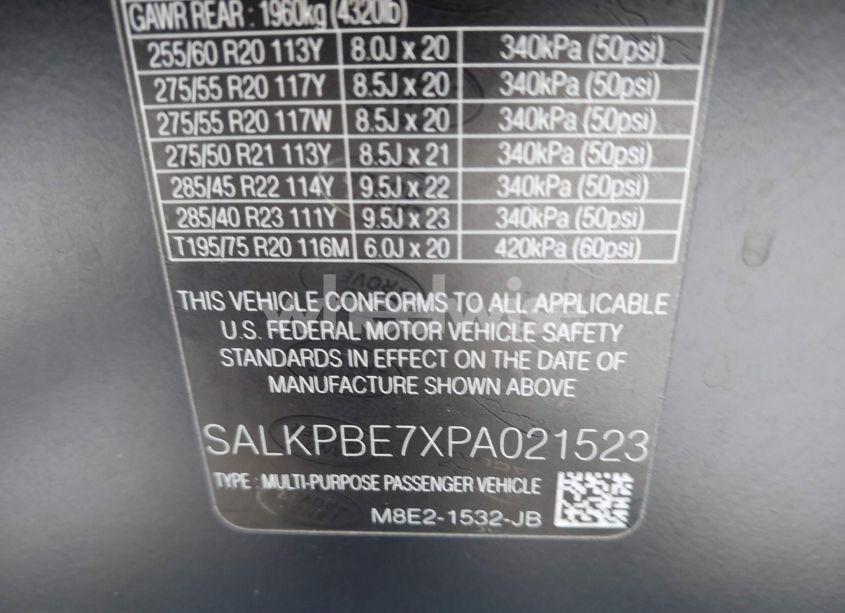 GAWR REAR : 1960kg (4320lb)
255/60 R20 113Y 8.0J x 20 340kPa (50psi)
275/55 R20 117Y 8.5J x 20 340kPa (50psi)
275/55 R20 117W 8.5J x 20 340kPa (50psi)
275/50 R21 113Y 8.5J x 21 340kPa (50psi)
285/45 R22 114Y 9.5J x 22 340kPa (50psi)
285/40 R23 111Y 9.5J x 23 340kPa (50psi)
T195/75 R20 116M 6.0J x 20 420kPa (60psi)
THIS VEHICLE CONFORMS TO ALL APPLICABLE
U.S. FEDERAL MOTOR VEHICLE SAFETY
STANDARDS IN EFFECT ON THE DATE OF
MANUFACTURE SHOWN ABOVE
SALKPBE7XPA021523
TYPE : MULTI-PURPOSE PASSENGER VEHICLE
M8E2-1532-JB